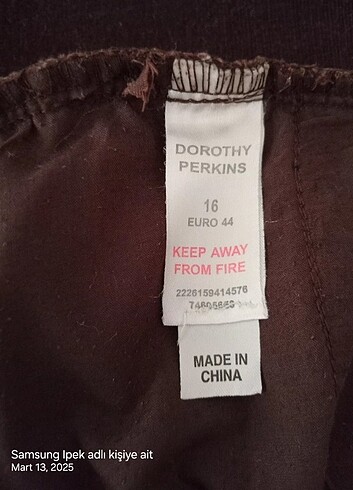 DOROTHY
PERKINS
16
EURO 44
KEEP AWAY
FROM FIRE
2226159414576
MADE IN
CHINA
Samsung Ipek adlı kişiye ait
Mart 13, 2025